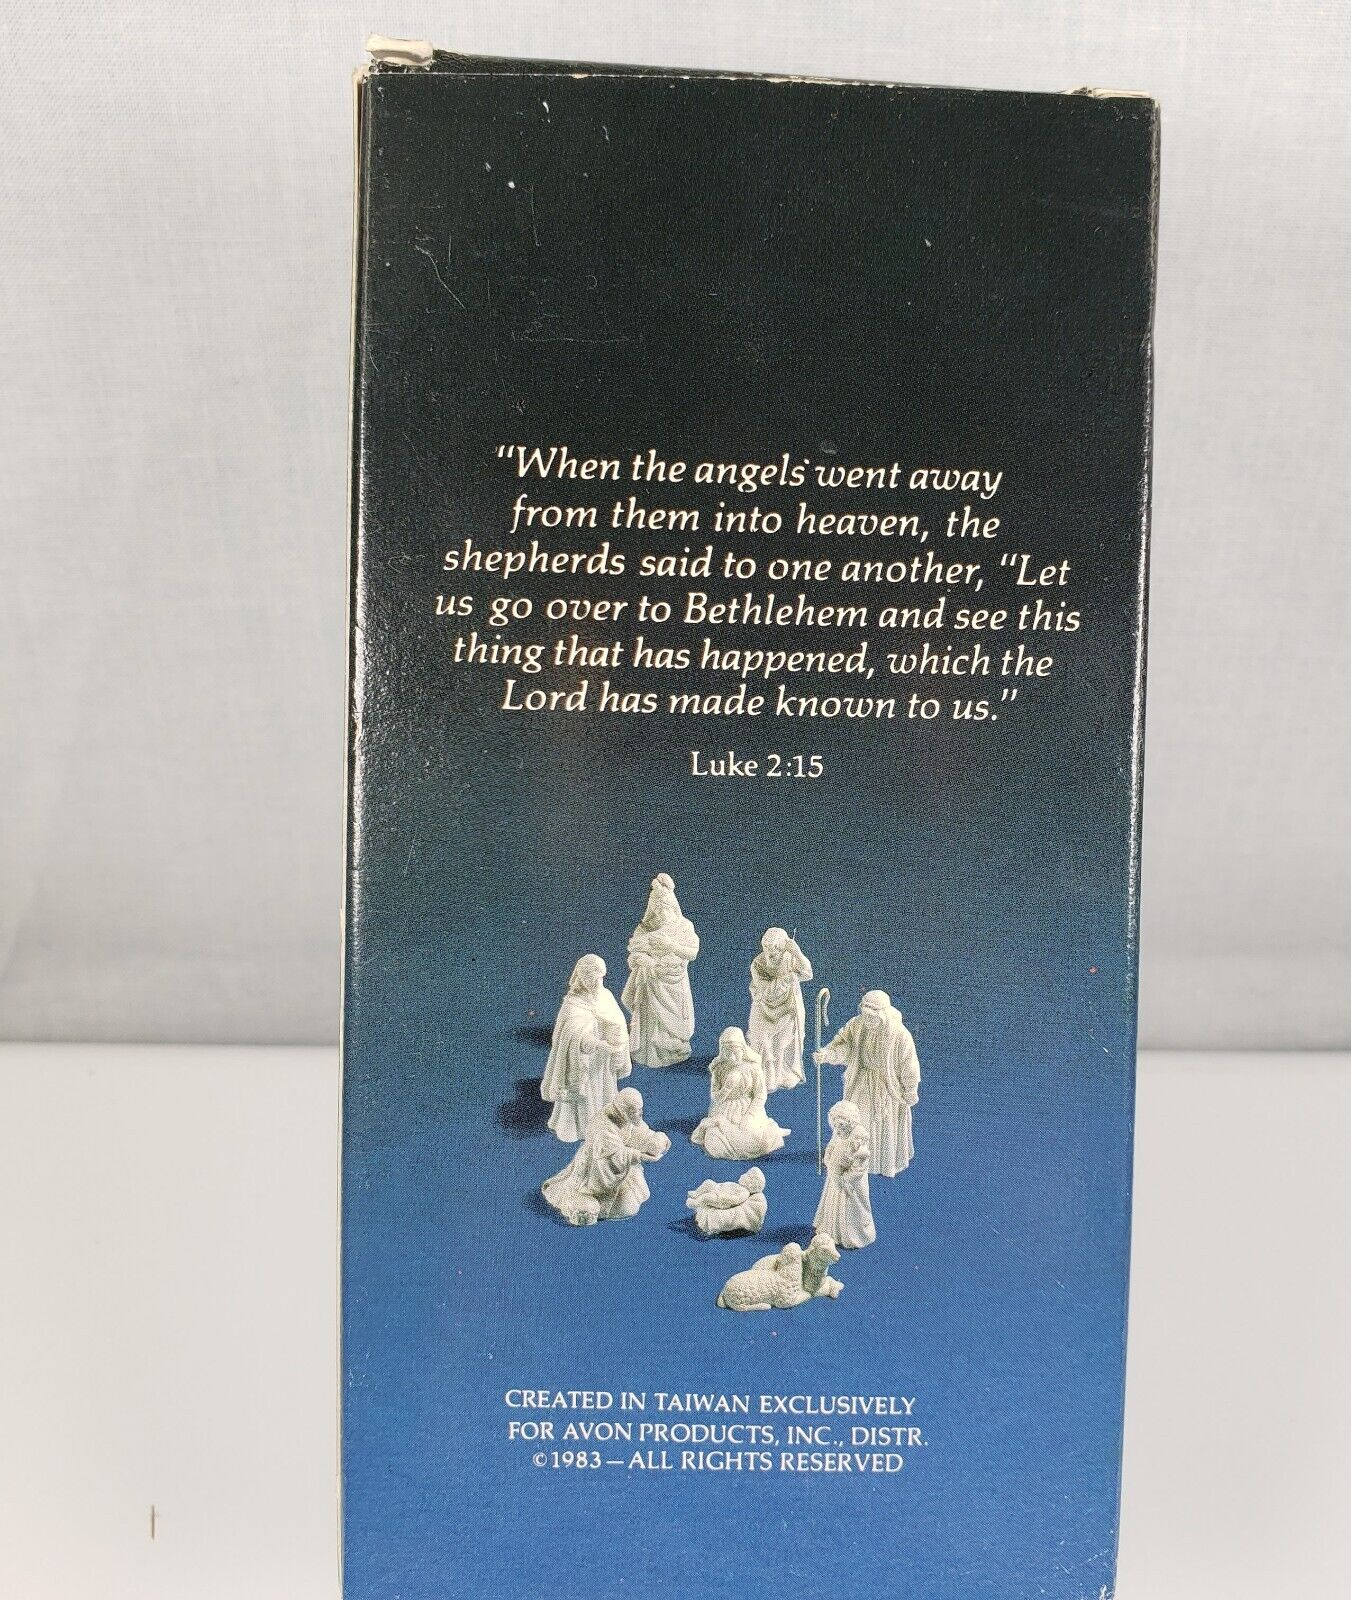 "When the angels went away
from them into heaven, the
shepherds said to one another, "Let
us go over to Bethlehem and see this
thing that has happened, which the
Lord has made known to us."
Luke 2:15
CREATED IN TAIWAN EXCLUSIVELY
FOR AVON PRODUCTS, INC., DISTR.
©1983—ALL RIGHTS RESERVED